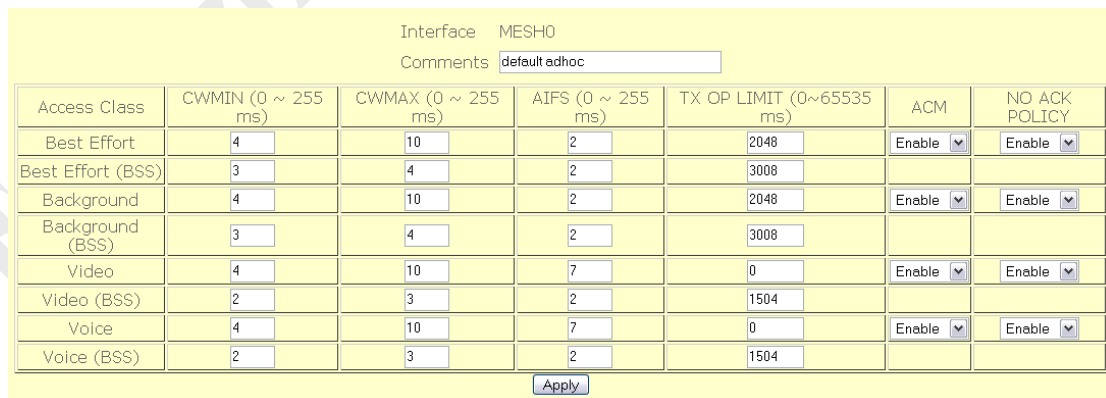 Interface MESH0
Comments default adhoc
Access Class CWMIN (0 ~ 255 ms) CWMAX (0 ~ 255 ms) AIFS (0 ~ 255 ms) TX OP LIMIT (0~65535 ms) ACM NO ACK POLICY
Best Effort 4 10 2 2048 Enable Enable
Best Effort (BSS) 3 4 2 3008
Background 4 10 2 2048 Enable Enable
Background (BSS) 3 4 2 3008
Video 4 10 7 0 Enable Enable
Video (BSS) 2 3 2 1504
Voice 4 10 7 0 Enable Enable
Voice (BSS) 2 3 2 1504
Apply